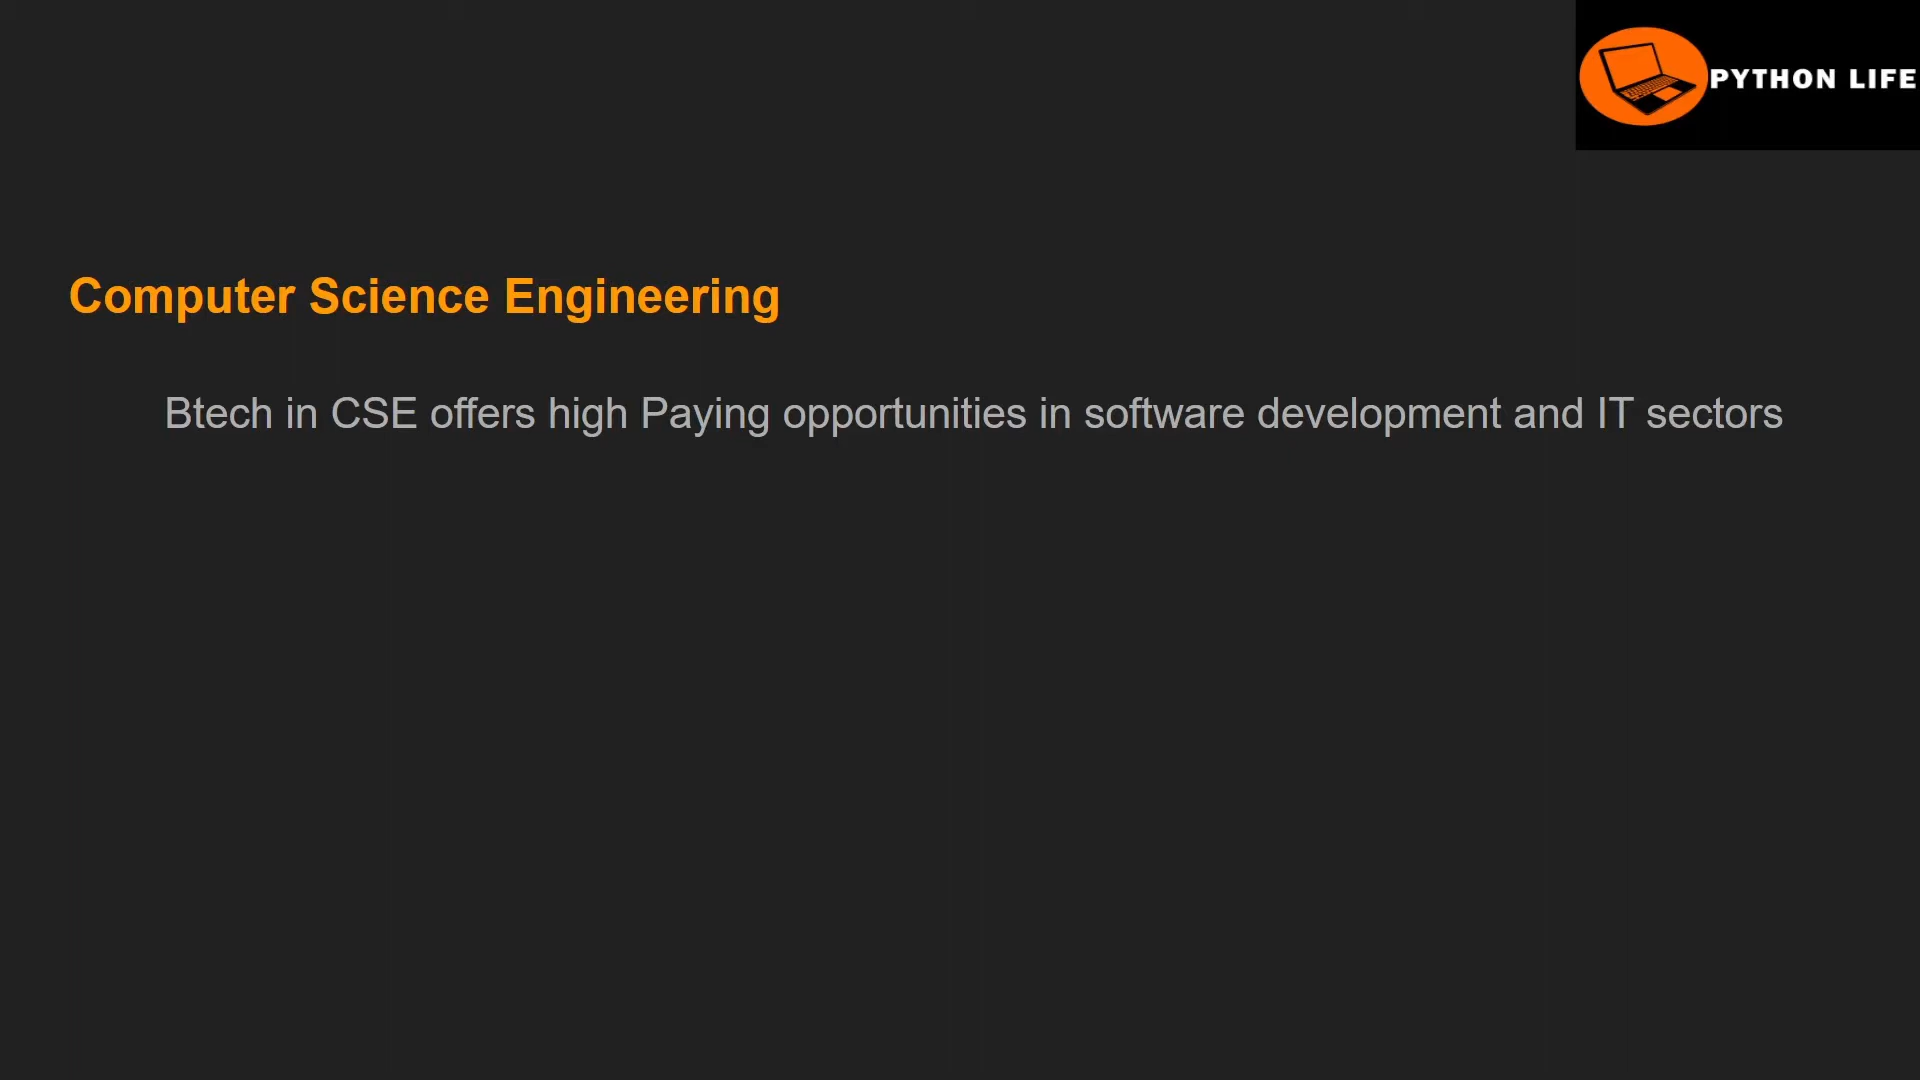 PYTHON LIFE
Computer Science Engineering
Btech in CSE offers high Paying opportunities in software development and IT sectors